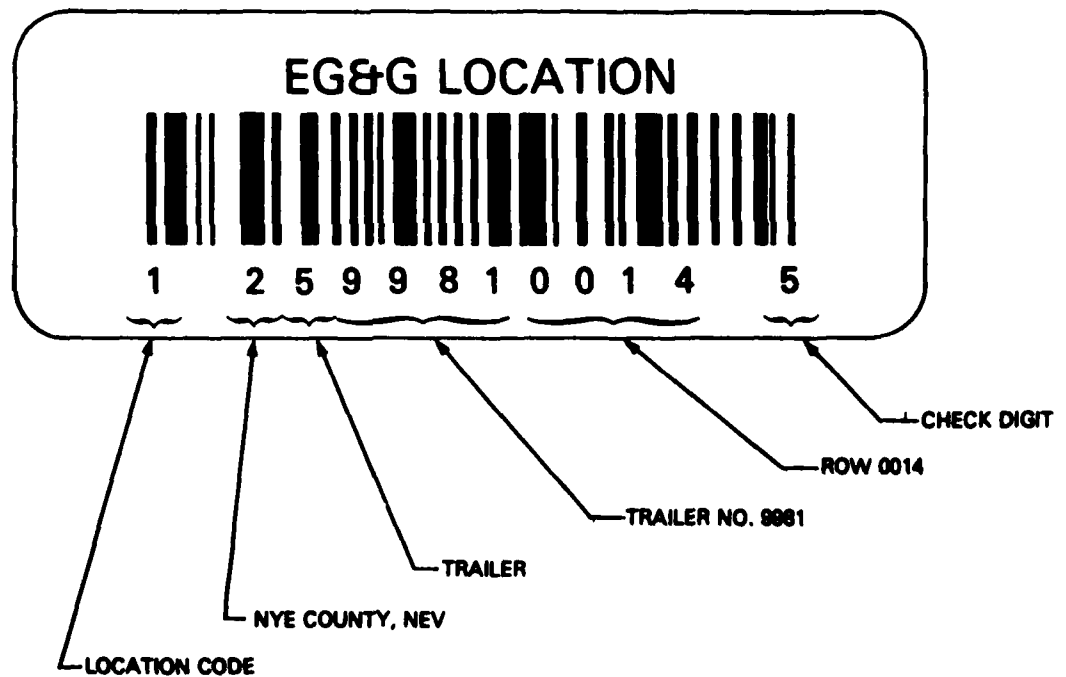 EG&G LOCATION
1 2 5 9 9 8 1 0 0 1 4 5
CHECK DIGIT
ROW 0014
TRAILER NO. 9981
TRAILER
NYE COUNTY, NEV
LOCATION CODE